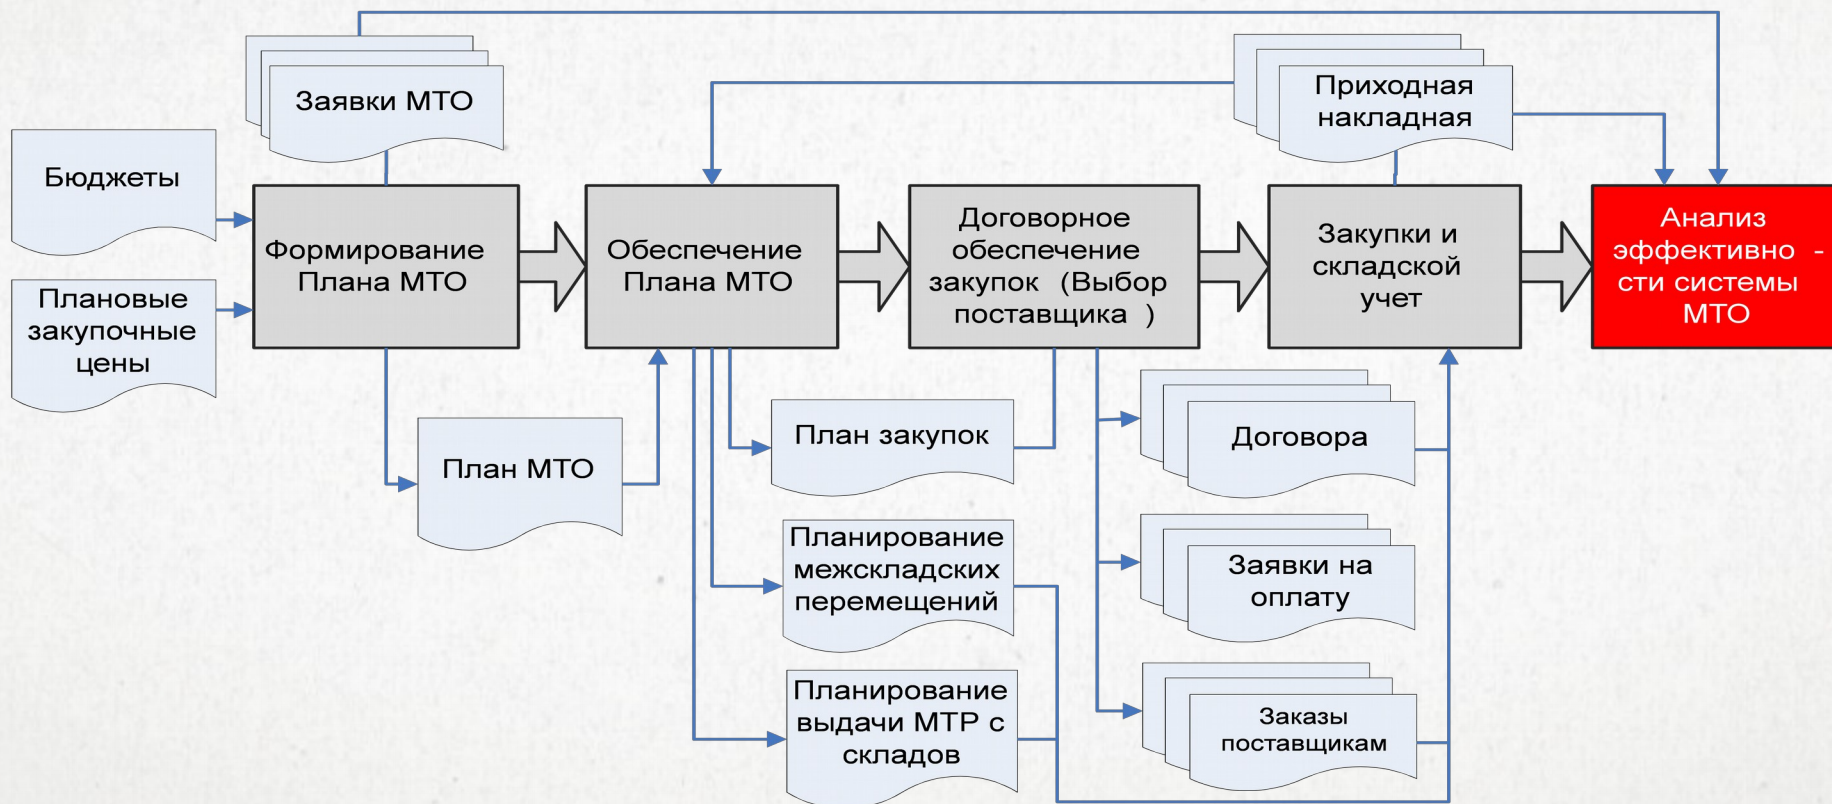 Заявки МТО
Приходная
накладная
Бюджеты
Плановые
закупочные
цены
Формирование
Плана МТО
Обеспечение
Плана МТО
Договорное
обеспечение
закупок (Выбор
поставщика )
Закупки и
складской
учет
Анализ
эффективно -
сти системы
МТО
План МТО
План закупок
Планирование
межскладских
перемещений
Планирование
выдачи МТР с
складов
Договора
Заявки на
оплату
Заказы
поставщикам